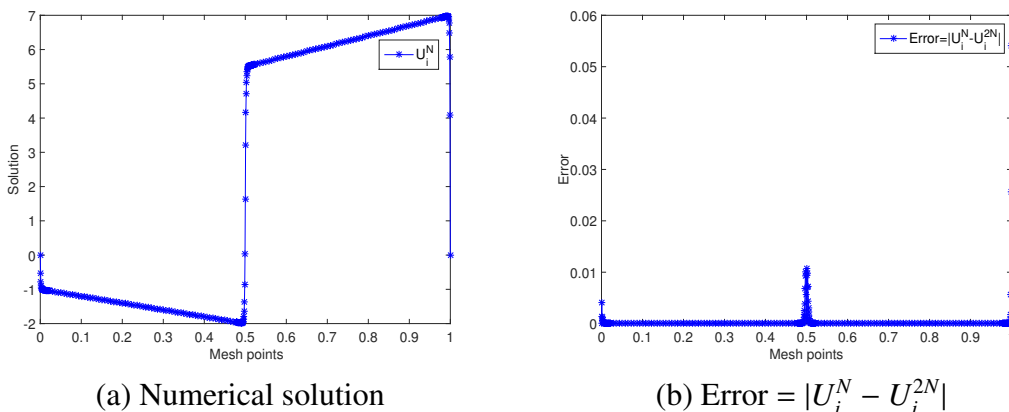 7
6
5
4
3
2
1
0
-1
-2
Solution
0 0.1 0.2 0.3 0.4 0.5 0.6 0.7 0.8 0.9 1
Mesh points
U_i^N
(a) Numerical solution
0.06
0.05
0.04
0.03
0.02
0.01
0
Error
0 0.1 0.2 0.3 0.4 0.5 0.6 0.7 0.8 0.9
Mesh points
Error=|U_i^N-U_i^{2N}|
(b) Error = |U_i^N − U_i^{2N}|